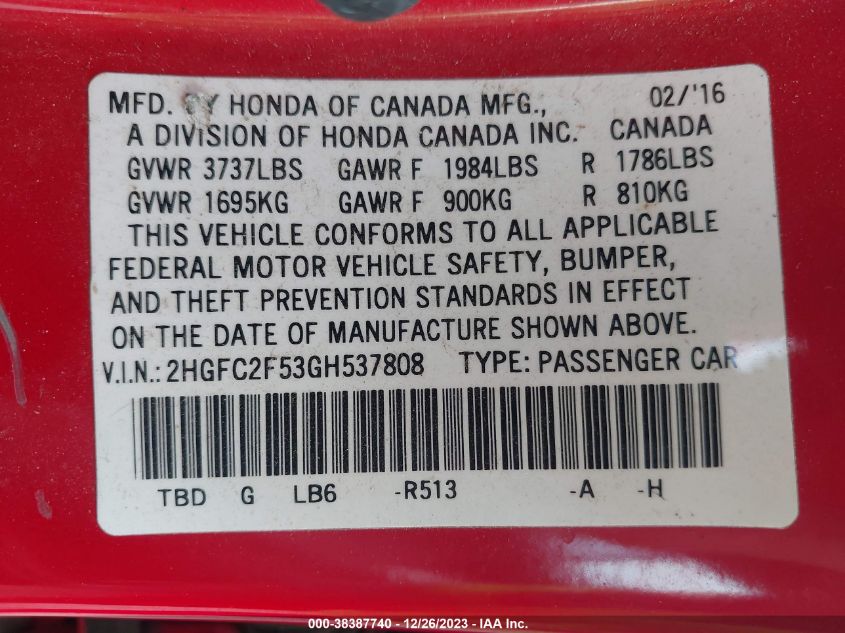 MFD. BY HONDA OF CANADA MFG., 02/'16
A DIVISION OF HONDA CANADA INC. CANADA
GVWR 3737LBS GAWR F 1984LBS R 1786LBS
GVWR 1695KG GAWR F 900KG R 810KG
THIS VEHICLE CONFORMS TO ALL APPLICABLE
FEDERAL MOTOR VEHICLE SAFETY, BUMPER,
AND THEFT PREVENTION STANDARDS IN EFFECT
ON THE DATE OF MANUFACTURE SHOWN ABOVE.
V.I.N.: 2HGFC2F53GH537808 TYPE: PASSENGER CAR
TBD G LB6 -R513 -A -H
000-38387740 - 12/26/2023 - IAA Inc.